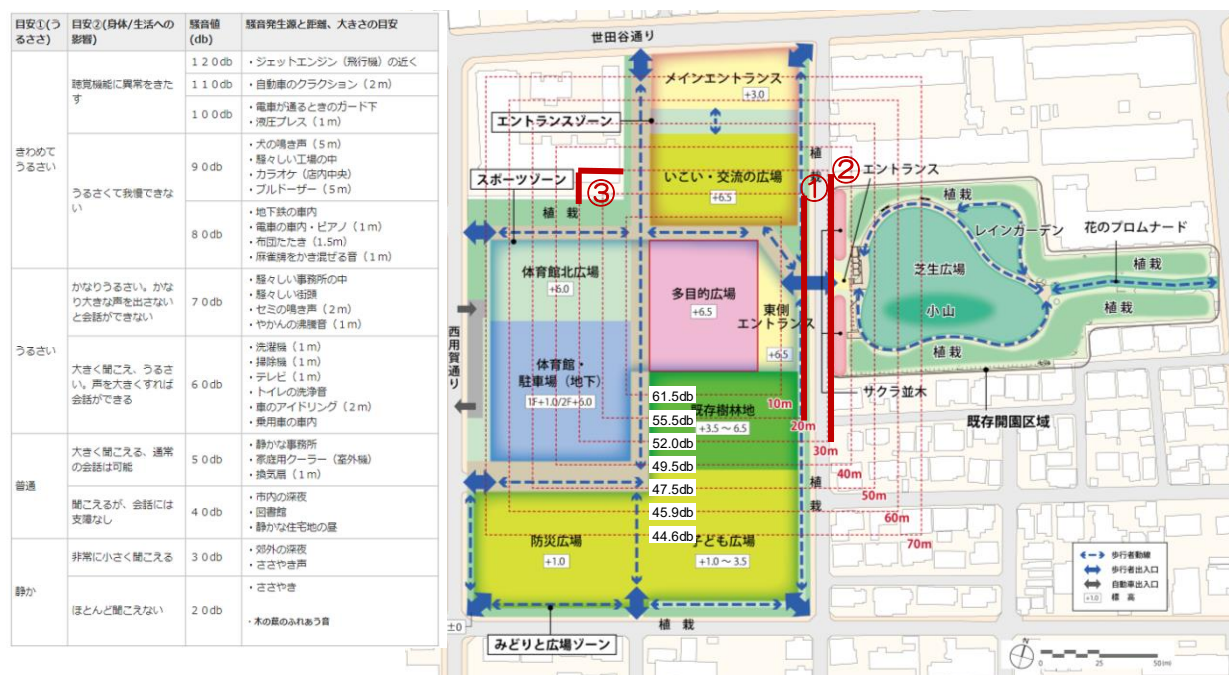 目安①(う
るささ)
目安②(身体/生活への
影響)
騒音値
(db)
騒音発生源と距離、大きさの目安
きわめて
うるさい
聴覚機能に異常をきた
す
120db
・ジェットエンジン(飛行機)の近く
110db
・自動車のクラクション(2m)
100db
・電車が通るときのガード下
・液圧プレス(1m)
うるさくて我慢できな
い
90db
・犬の鳴き声(5m)
・騒々しい工場の中
・カラオケ(店内中央)
・ブルドーザー(5m)
80db
・地下鉄の車内
・電車の車内・ピアノ(1m)
・布団たたき(1.5m)
・麻雀牌をかき混ぜる音(1m)
うるさい
かなりうるさい。かな
り大きな声を出さない
と会話ができない
70db
・騒々しい事務所の中
・騒々しい街頭
・セミの鳴き声(2m)
・やかんの沸騰音(1m)
大きく聞こえ、うるさ
い。声を大きくすれば
会話ができる
60db
・洗濯機(1m)
・掃除機(1m)
・テレビ(1m)
・トイレの洗浄音
・車のアイドリング(2m)
・乗用車の車内
普通
大きく聞こえる、通常
の会話は可能
50db
・静かな事務所
・家庭用クーラー(室外機)
・換気扇(1m)
聞こえるが、会話には
支障なし
40db
・市内の深夜
・図書館
・静かな住宅地の昼
静か
非常に小さく聞こえる
30db
・郊外の深夜
・ささやき声
ほとんど聞こえない
20db
・ささやき
・木の葉のふれあう音
世田谷通り
メインエントランス
+3.0
エントランスゾーン
いこい・交流の広場
+6.5
植
栽
①
②
エントランス
スポーツゾーン
③
植 栽
体育館北広場
+6.0
多目的広場
+6.5
東側
エントランス
+6.5
西用賀通り
体育館・
駐車場(地下)
1F+1.0/2F+6.0
既存樹林地
+3.5～6.5
植 栽
レインガーデン
花のプロムナード
芝生広場
小山
植 栽
植 栽
植 栽
サクラ並木
既存開園区域
61.5db
10m
55.5db
20m
52.0db
30m
49.5db
40m
47.5db
50m
45.9db
60m
44.6db
70m
植
栽
防災広場
+1.0
子ども広場
+1.0～3.5
植 栽
±0
みどりと広場ゾーン
歩行者動線
歩行者出入口
自動車出入口
+1.0 標 高
N
0 25 50(m)